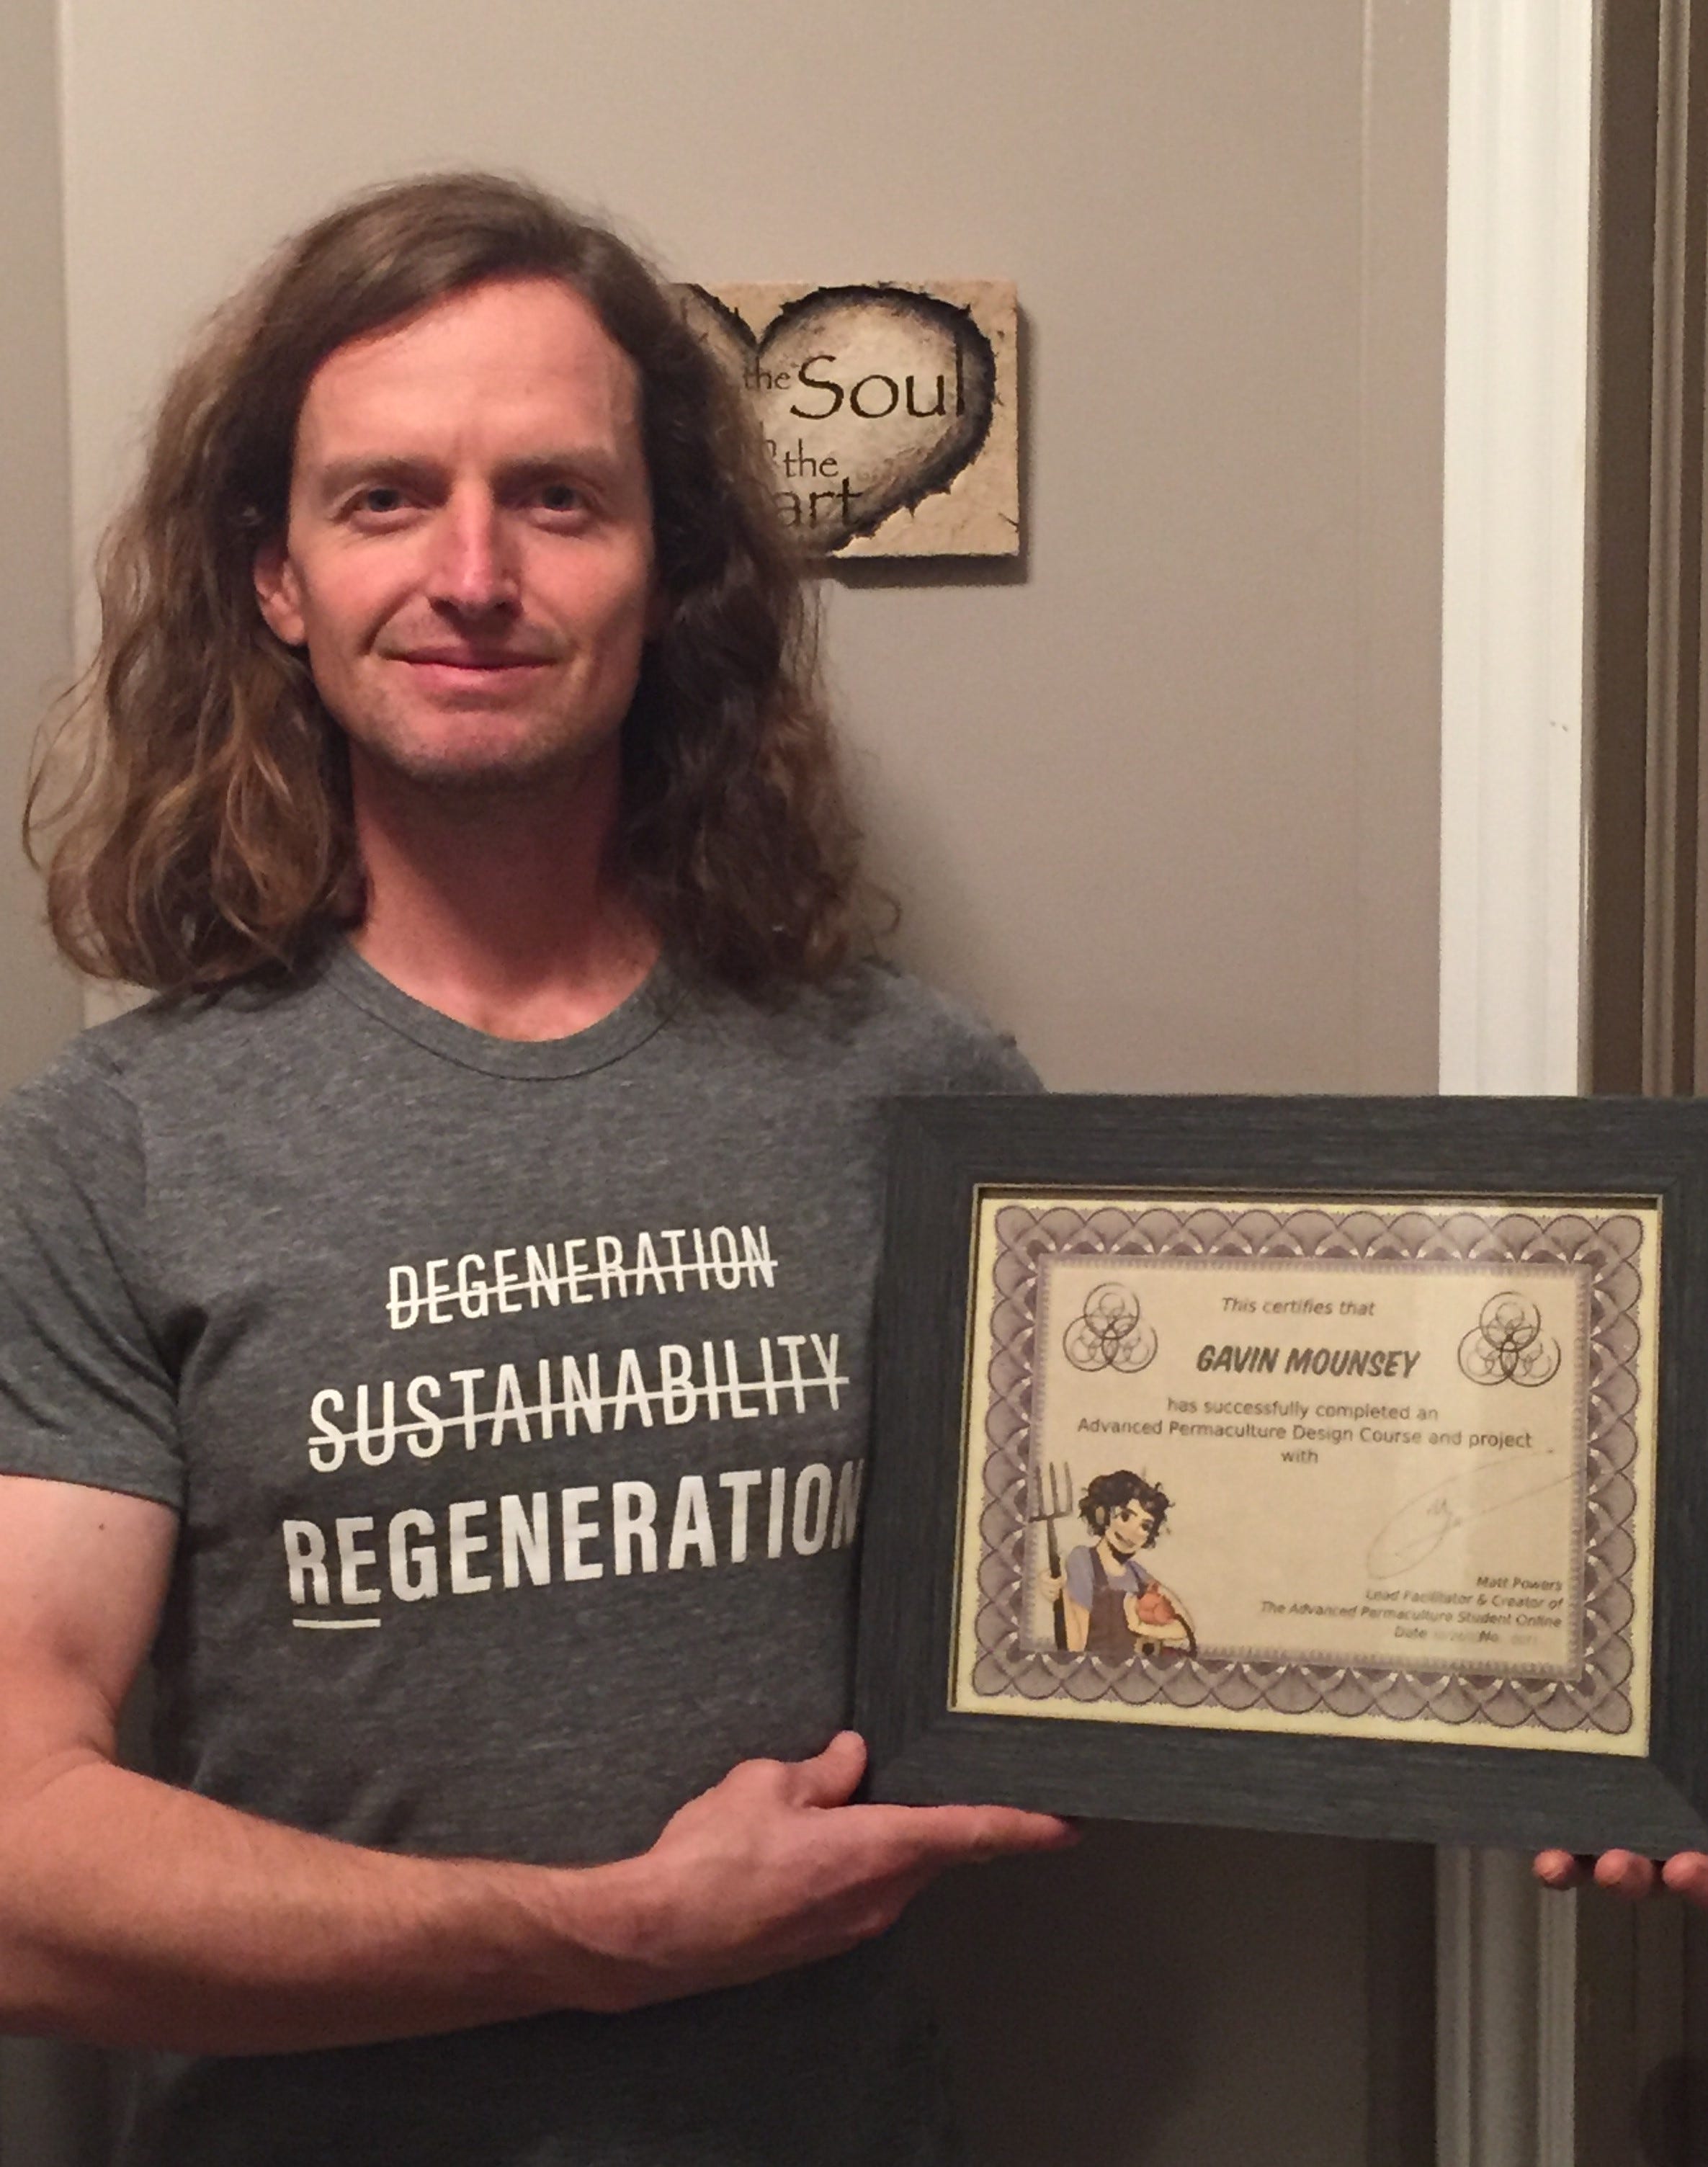 the Soul
the
art
DEGENERATION
SUSTAINABILITY
REGENERATION
This certifies that
GAVIN MOUNSEY
has successfully completed an
Advanced Permaculture Design Course and project
with
Matt Powers
Lead Facilitator & Creator of
The Advanced Permaculture Student Online
Date No.